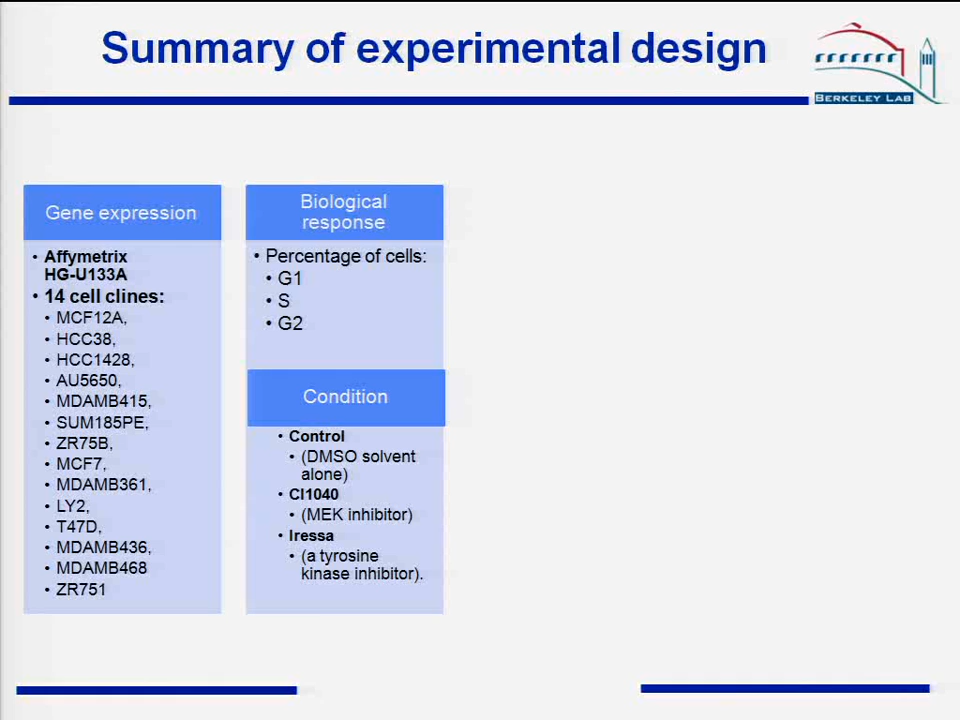 Summary of experimental design
BERKELEY LAB
Gene expression
• Affymetrix
HG-U133A
• 14 cell clines:
• MCF12A,
• HCC38,
• HCC1428,
• AU5650,
• MDAMB415,
• SUM185PE,
• ZR75B,
• MCF7,
• MDAMB361,
• LY2,
• T47D,
• MDAMB436,
• MDAMB468
• ZR751
Biological
response
• Percentage of cells:
• G1
• S
• G2
Condition
• Control
• (DMSO solvent
alone)
• CI1040
• (MEK inhibitor)
• Iressa
• (a tyrosine
kinase inhibitor).